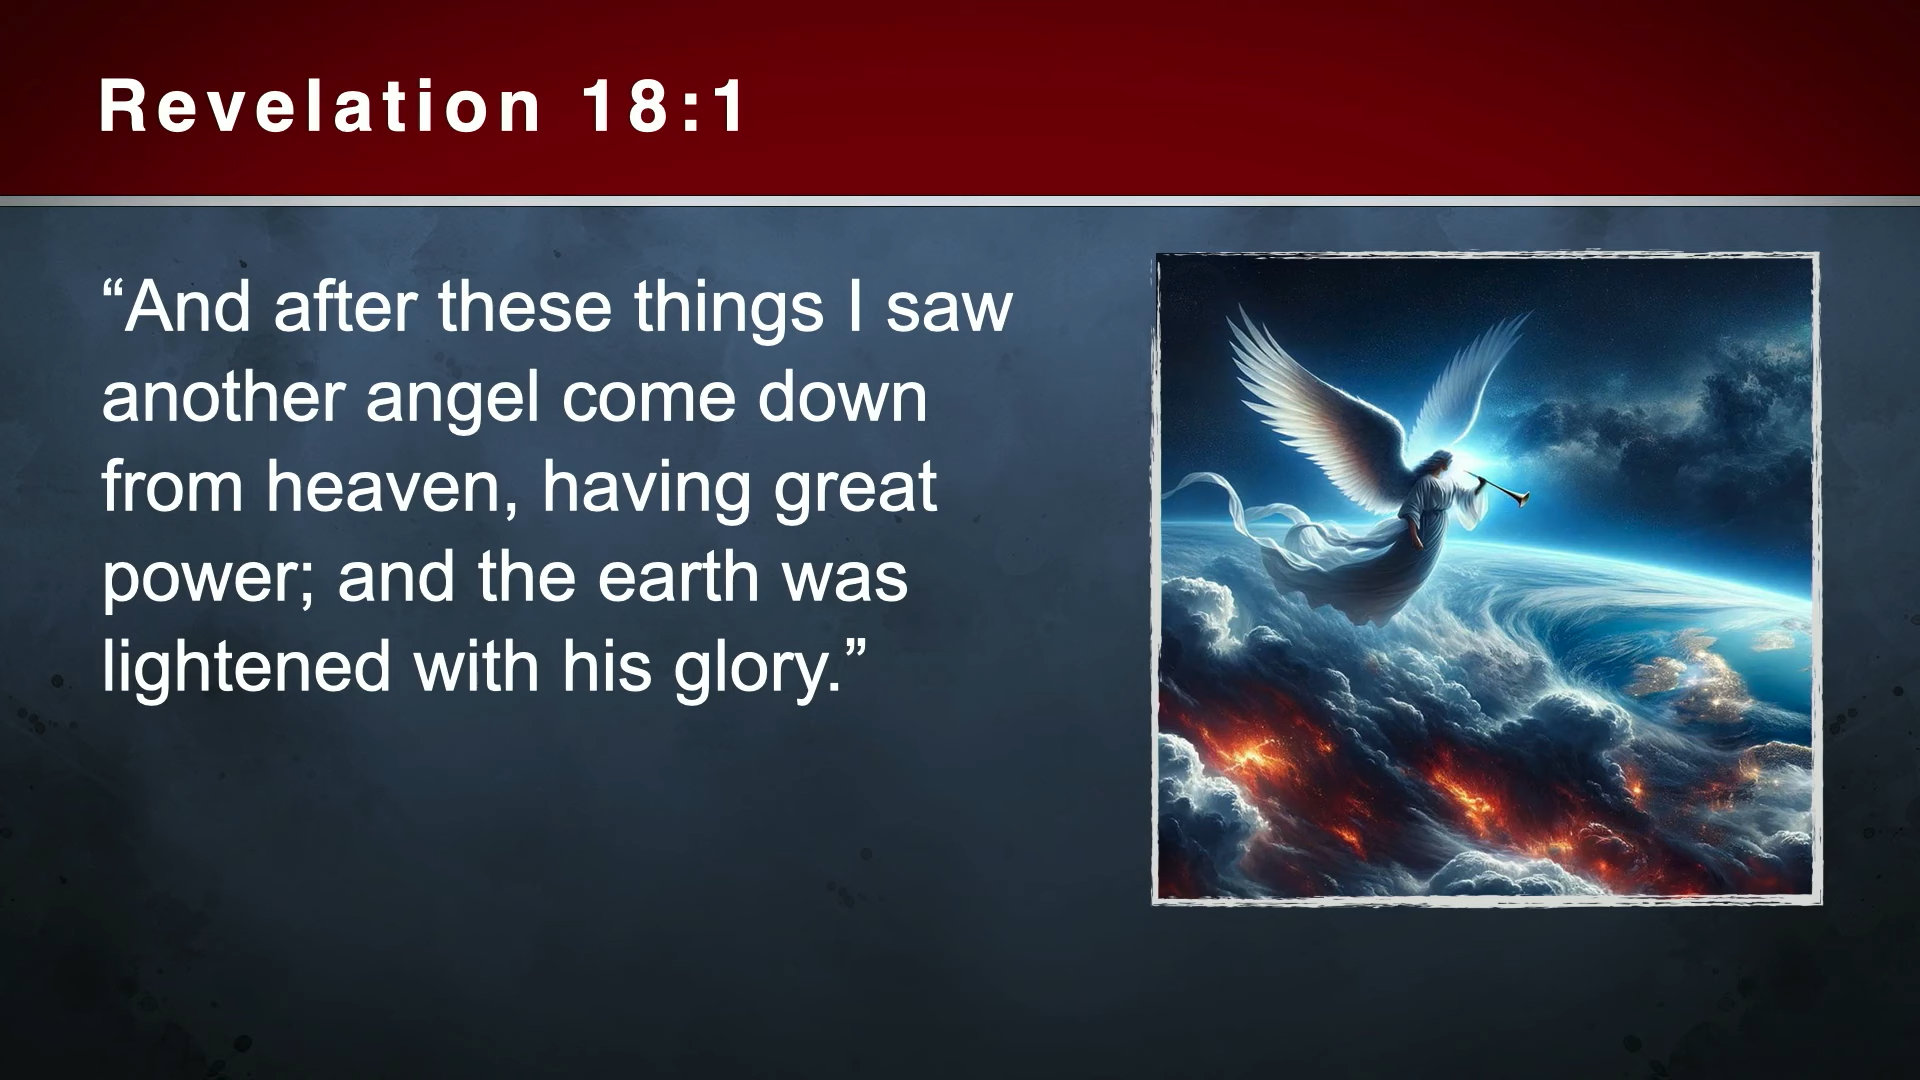 Revelation 18:1
“And after these things I saw
another angel come down
from heaven, having great
power; and the earth was
lightened with his glory.”